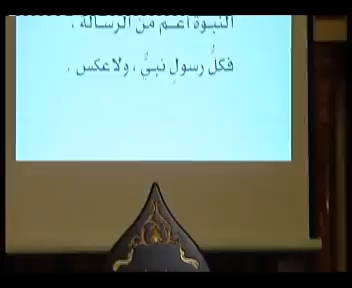 النبوة أعم من الرسالة .
فكلُّ رسولٍ نبيٌّ ، ولا عكس .